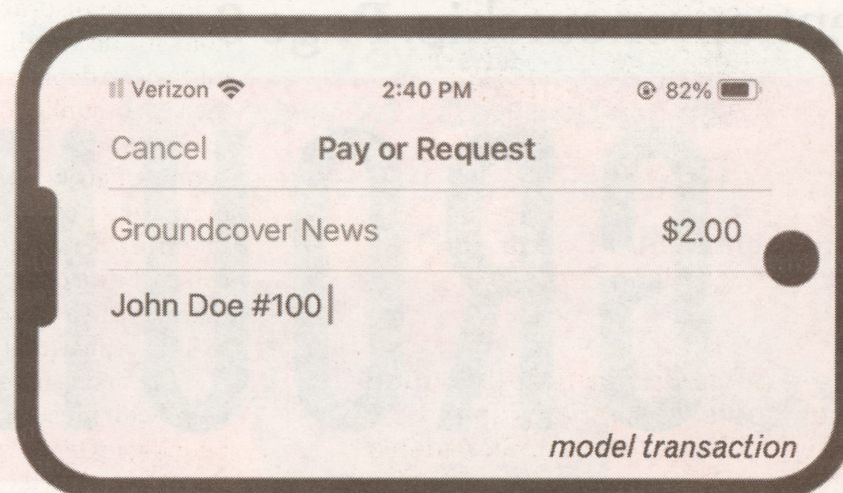 Verizon 2:40 PM 82%
Cancel Pay or Request
Groundcover News $2.00
John Doe #100
model transaction